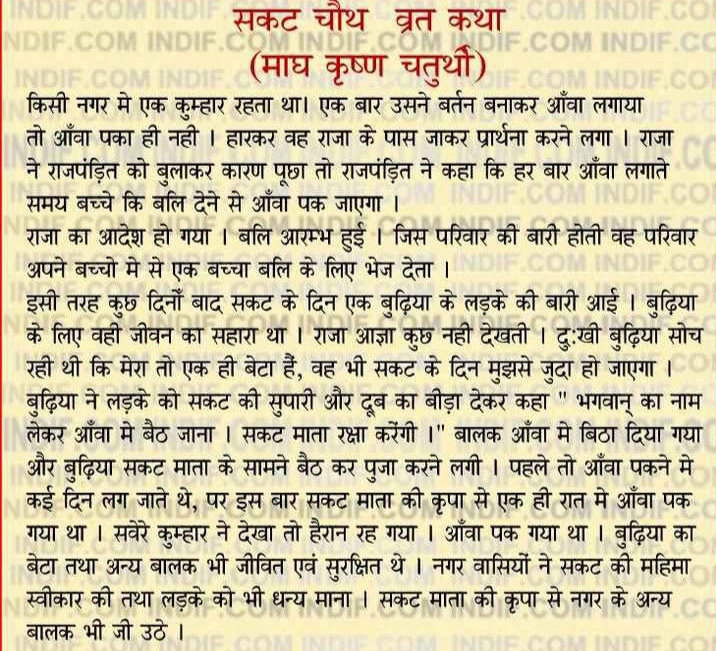 सकट चौथ व्रत कथा
(माघ कृष्ण चतुर्थी)
किसी नगर मे एक कुम्हार रहता था। एक बार उसने बर्तन बनाकर आँवा लगाया
तो आँवा पका ही नही । हारकर वह राजा के पास जाकर प्रार्थना करने लगा । राजा
ने राजपंड़ित को बुलाकर कारण पूछा तो राजपंड़ित ने कहा कि हर बार आँवा लगाते
समय बच्चे कि बलि देने से आँवा पक जाएगा ।
राजा का आदेश हो गया । बलि आरम्भ हुई । जिस परिवार की बारी होती वह परिवार
अपने बच्चो मे से एक बच्चा बलि के लिए भेज देता ।
इसी तरह कुछ दिनों बाद सकट के दिन एक बुढ़िया के लड़के की बारी आई । बुढ़िया
के लिए वही जीवन का सहारा था । राजा आज्ञा कुछ नही देखती । दु:खी बुढ़िया सोच
रही थी कि मेरा तो एक ही बेटा हैं, वह भी सकट के दिन मुझसे जुदा हो जाएगा ।
बुढ़िया ने लड़के को सकट की सुपारी और दूब का बीड़ा देकर कहा " भगवान् का नाम
लेकर आँवा मे बैठ जाना । सकट माता रक्षा करेंगी ।" बालक आँवा मे बिठा दिया गया
और बुढ़िया सकट माता के सामने बैठ कर पुजा करने लगी । पहले तो आँवा पकने मे
कई दिन लग जाते थे, पर इस बार सकट माता की कृपा से एक ही रात मे आँवा पक
गया था । सवेरे कुम्हार ने देखा तो हैरान रह गया । आँवा पक गया था । बुढ़िया का
बेटा तथा अन्य बालक भी जीवित एवं सुरक्षित थे । नगर वासियों ने सकट की महिमा
स्वीकार की तथा लड़के को भी धन्य माना । सकट माता की कृपा से नगर के अन्य
बालक भी जी उठे ।